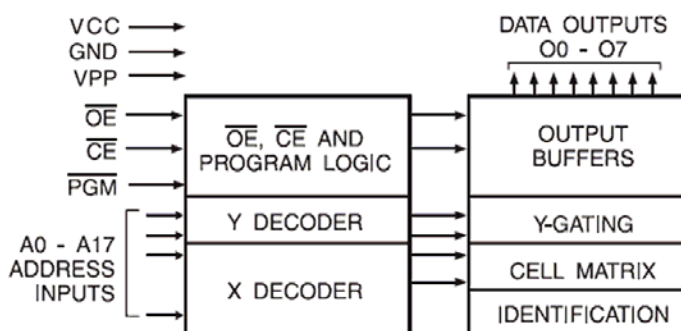 VCC
GND
VPP
OE
CE
PGM
A0 - A17
ADDRESS
INPUTS
OE, CE AND
PROGRAM LOGIC
Y DECODER
X DECODER
DATA OUTPUTS
O0 - O7
OUTPUT
BUFFERS
Y-GATING
CELL MATRIX
IDENTIFICATION